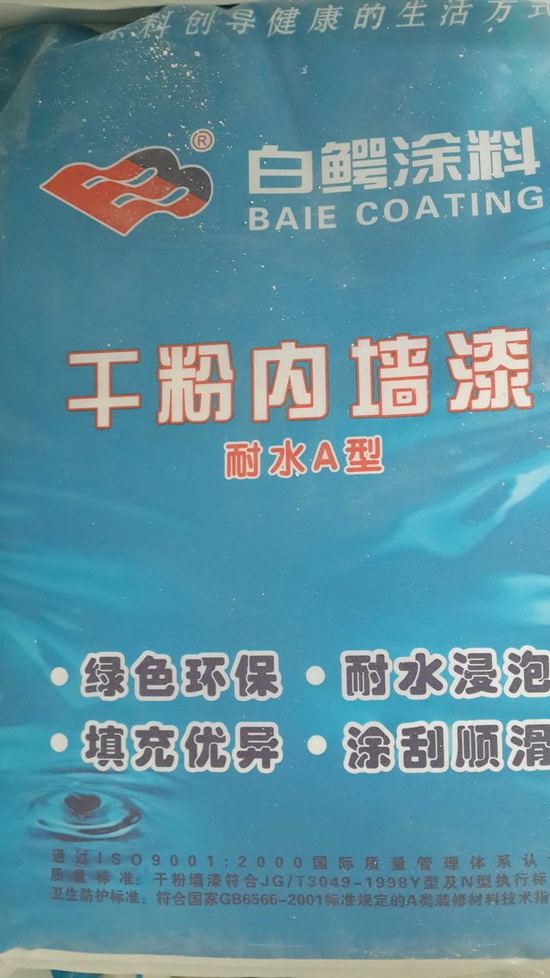 料创导健康的生活方式
®
白鳄涂料
BAIE COATING
干粉内墙漆
耐水A型
·绿色环保 ·耐水浸泡
·填充优异 ·涂刮顺滑
通过ISO9001:2000国际质量管理体系认
质量标准: 干粉墙漆符合JG/T3049-1998Y型及N型执行标
卫生防护标准: 符合国家GB6566-2001标准规定的A类装修材料技术指